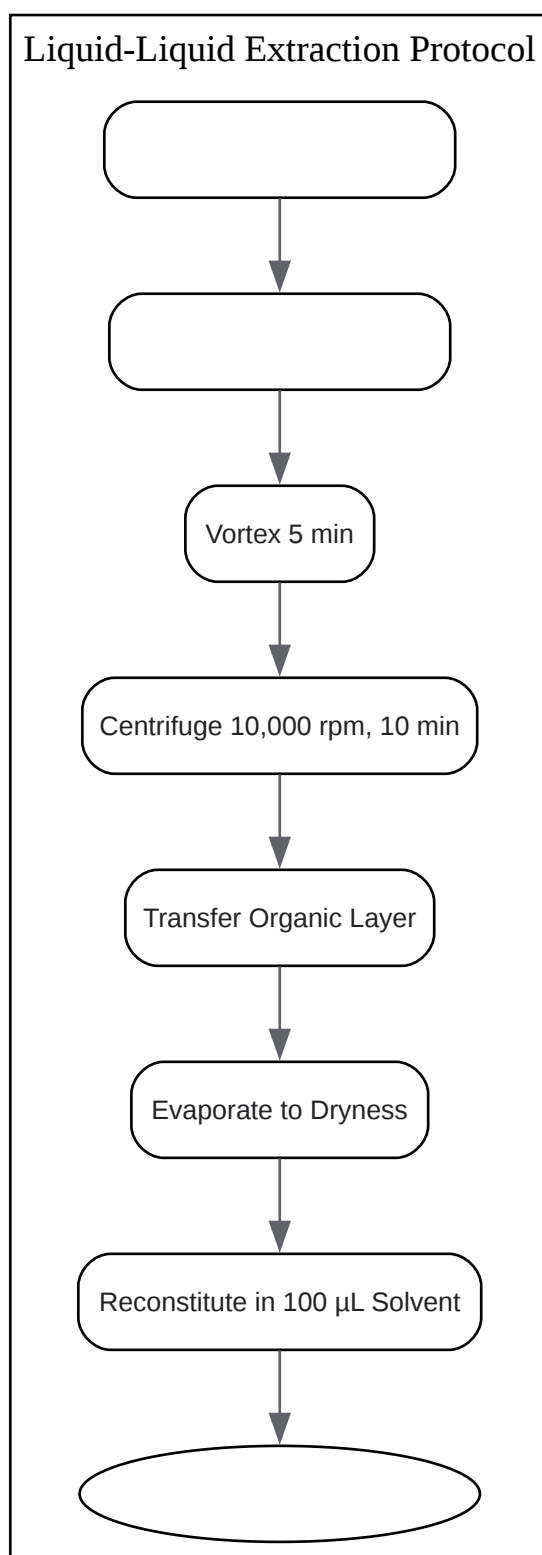 Liquid-Liquid Extraction Protocol
Vortex 5 min
Centrifuge 10,000 rpm, 10 min
Transfer Organic Layer
Evaporate to Dryness
Reconstitute in 100 µL Solvent